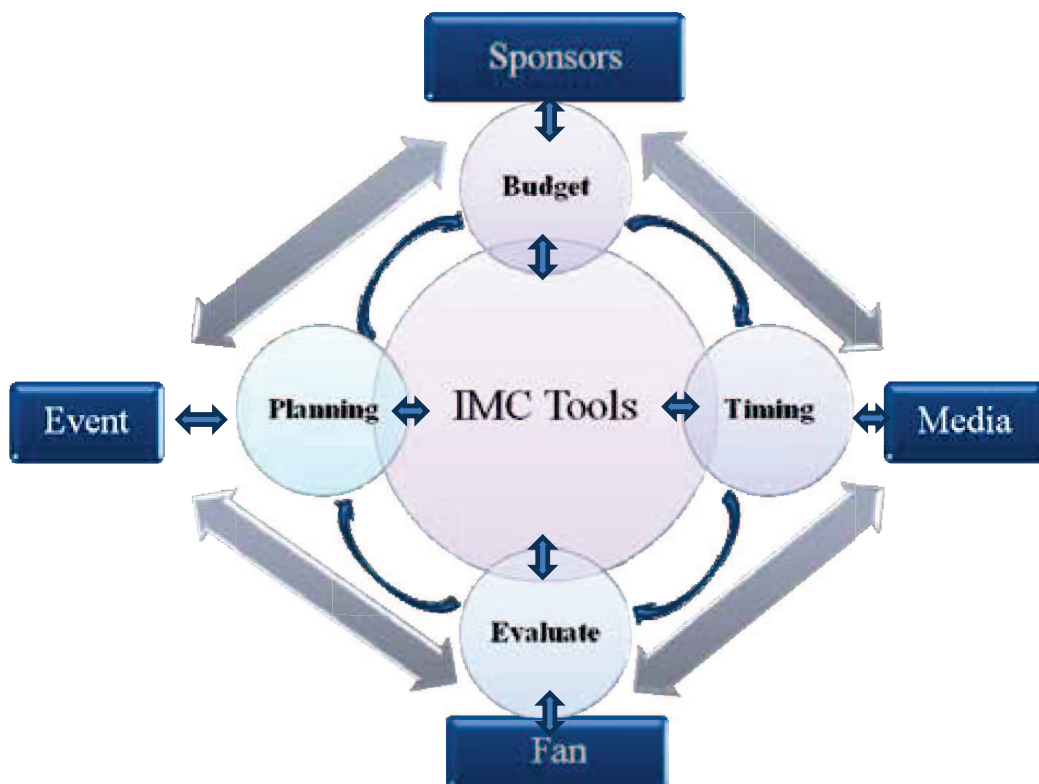 Sponsors
Budget
Event
Planning
IMC Tools
Timing
Media
Evaluate
Fan